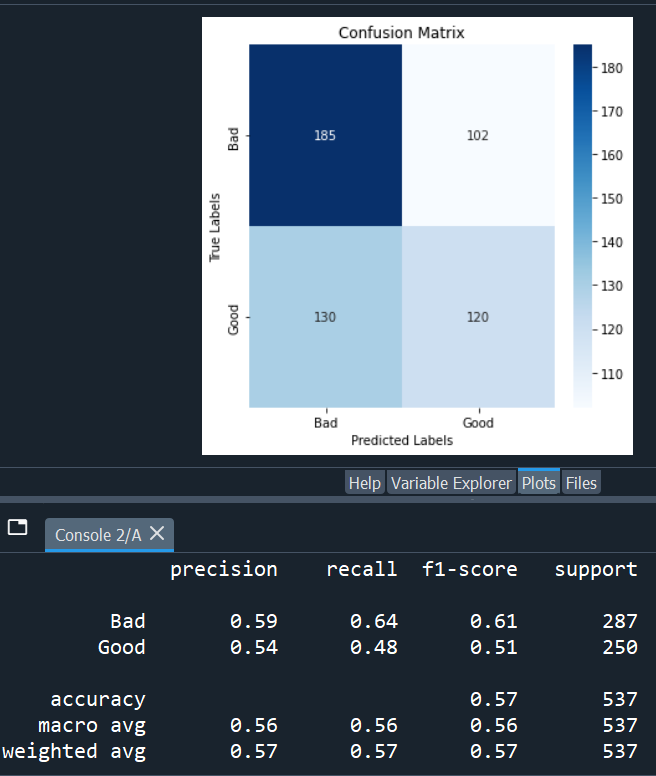 Confusion Matrix
180
170
160
150
140
130
120
110
True Labels
Bad
185
102
Good
130
120
Bad
Good
Predicted Labels
Help Variable Explorer Plots Files
Console 2/A
precision recall f1-score support
Bad 0.59 0.64 0.61 287
Good 0.54 0.48 0.51 250
accuracy 0.57 537
macro avg 0.56 0.56 0.56 537
weighted avg 0.57 0.57 0.57 537